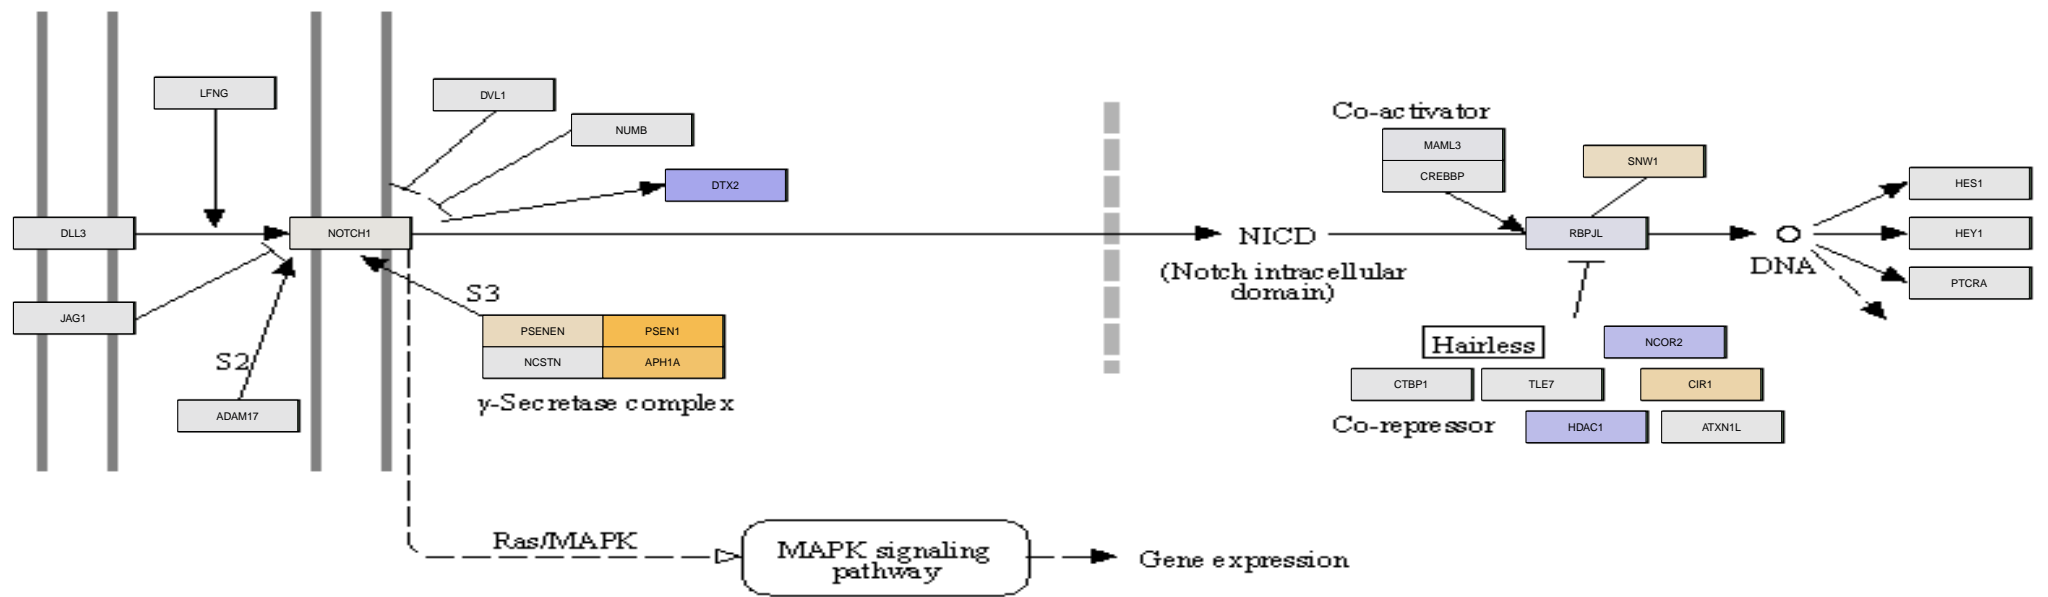 LFNG
DVL1
NUMB
DTX2
DLL3
NOTCH1
JAG1
S2
ADAM17
S3
PSENEN
PSEN1
NCSTN
APH1A
γ-Secretase complex
NICD
(Notch intracellular
domain)
Co-activator
MAML3
CREBBP
SNW1
RBPJL
DNA
HES1
HEY1
PTCRA
Hairless
NCOR2
CTBP1
TLE7
CIR1
Co-repressor
HDAC1
ATXN1L
Ras/MAPK
MAPK signaling
pathway
Gene expression